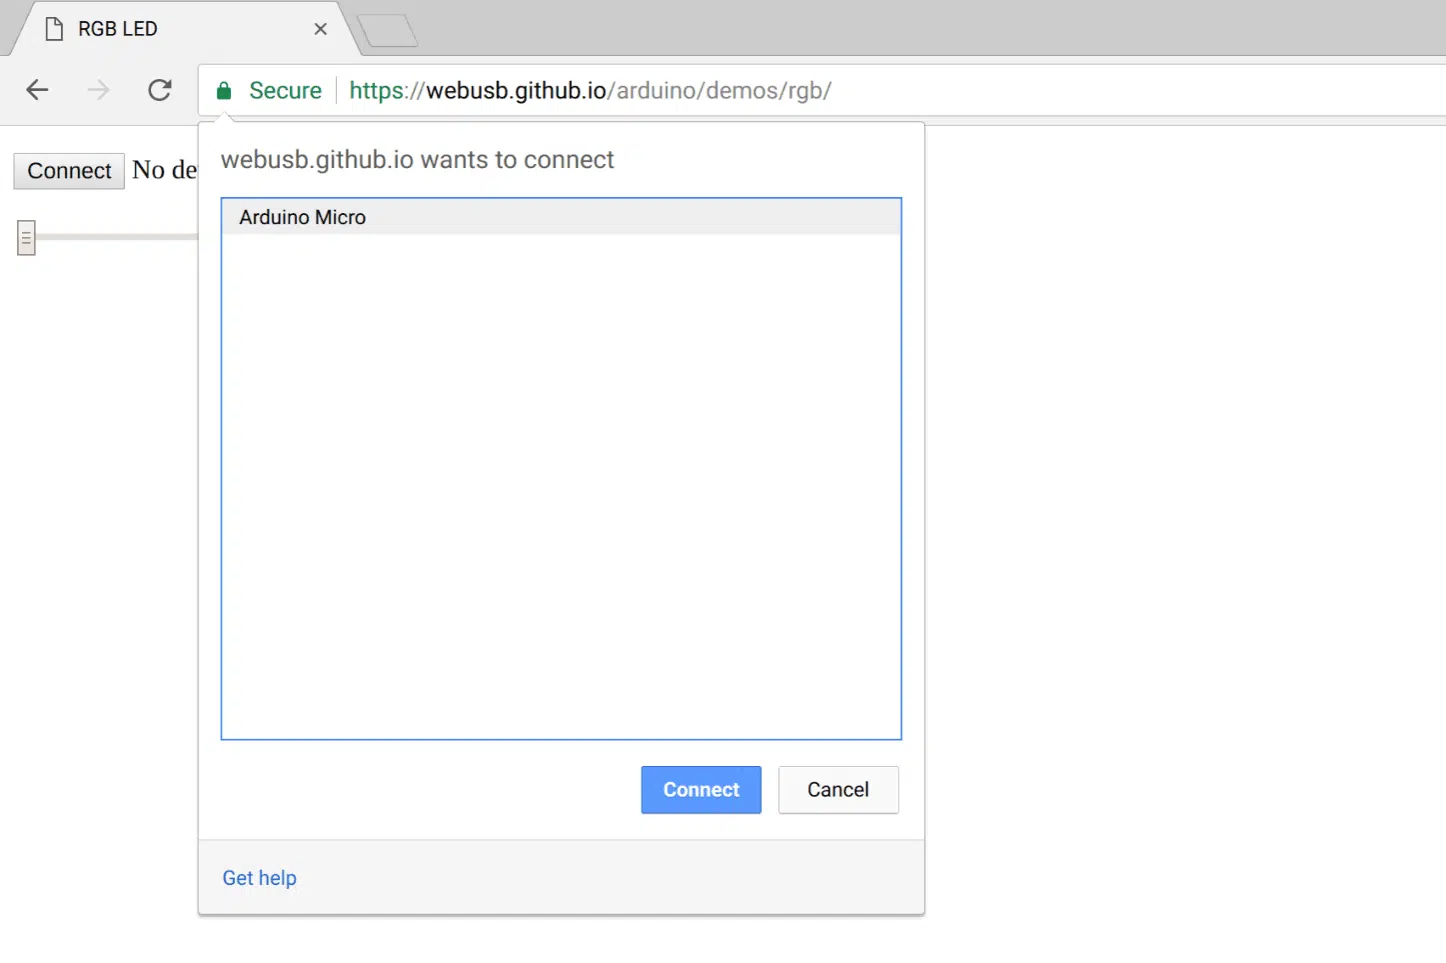 RGB LED
Secure https://webusb.github.io/arduino/demos/rgb/
webusb.github.io wants to connect
Connect No de
Arduino Micro
Connect Cancel
Get help